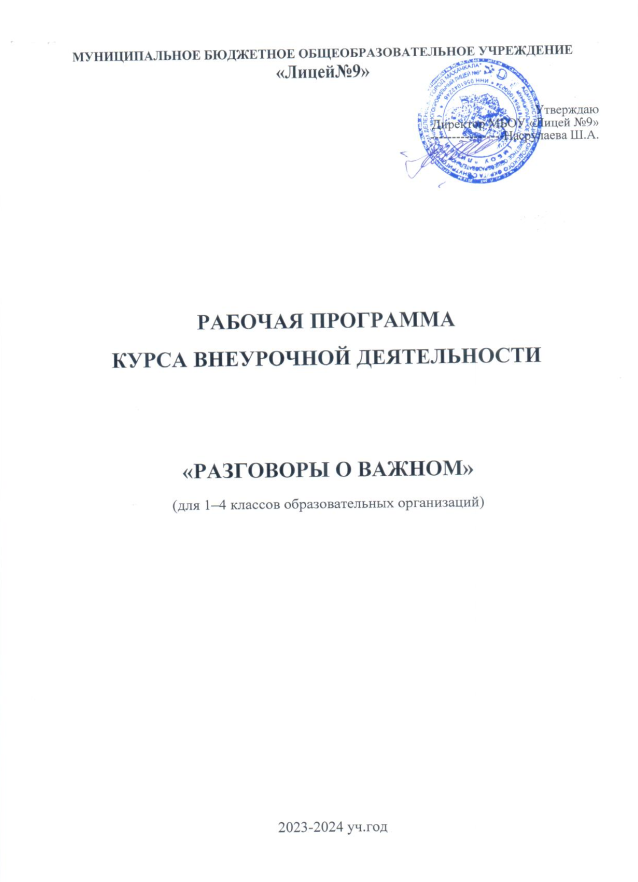 МУНИЦИПАЛЬНОЕ БЮДЖЕТНОЕ ОБЩЕОБРАЗОВАТЕЛЬНОЕ УЧРЕЖДЕНИЕ
«Лицей№9»
Утверждаю
Директор МБОУ «Лицей №9»
Насрулаева Ш.А.
РАБОЧАЯ ПРОГРАММА
КУРСА ВНЕУРОЧНОЙ ДЕЯТЕЛЬНОСТИ
«РАЗГОВОРЫ О ВАЖНОМ»
(для 1–4 классов образовательных организаций)
2023-2024 уч.год